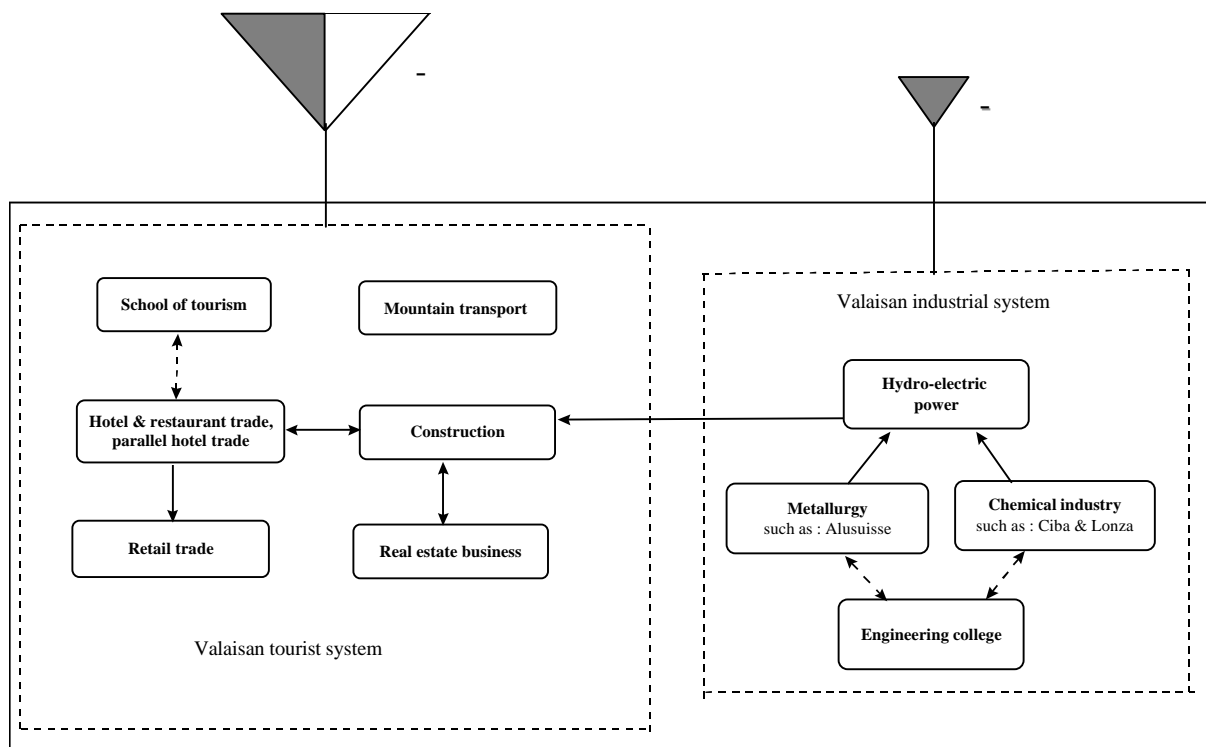 -
-
School of tourism
Mountain transport
Hotel & restaurant trade,
parallel hotel trade
Construction
Retail trade
Real estate business
Valaisan tourist system
Valaisan industrial system
Hydro-electric
power
Metallurgy
such as : Alusuisse
Chemical industry
such as : Ciba & Lonza
Engineering college